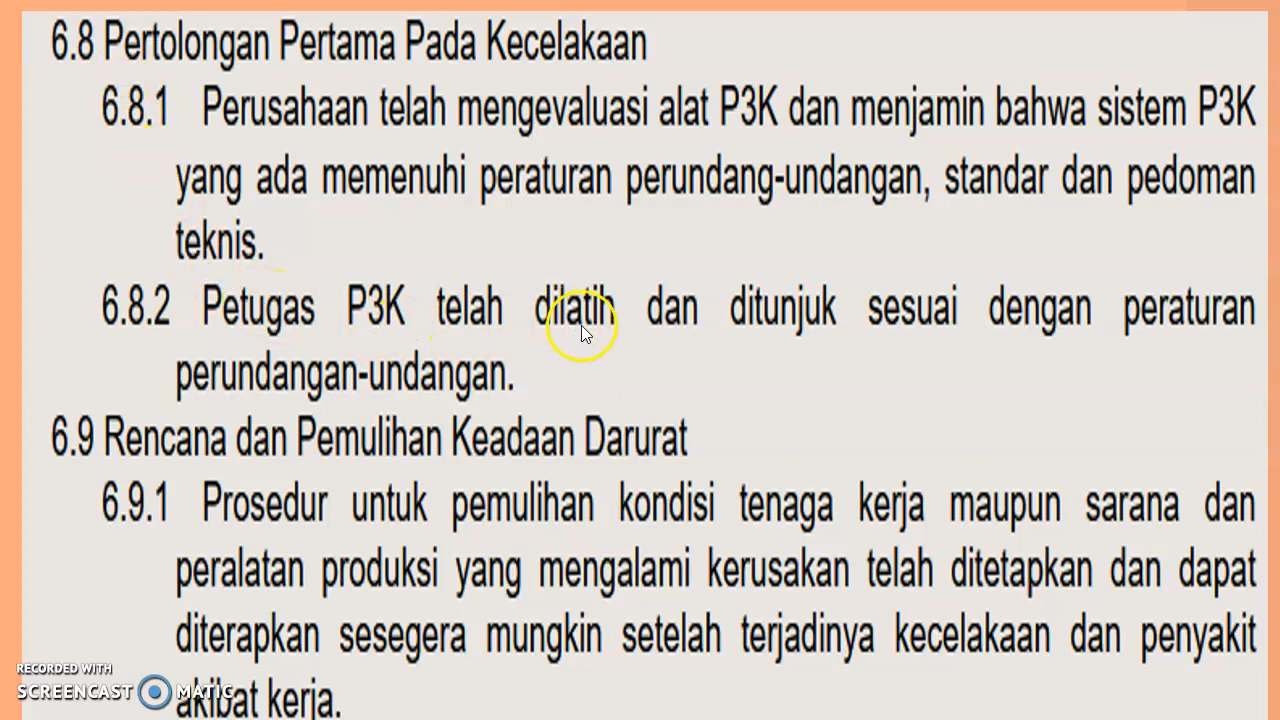 6.8 Pertolongan Pertama Pada Kecelakaan
6.8.1 Perusahaan telah mengevaluasi alat P3K dan menjamin bahwa sistem P3K
yang ada memenuhi peraturan perundang-undangan, standar dan pedoman
teknis.
6.8.2 Petugas P3K telah dilatih dan ditunjuk sesuai dengan peraturan
perundangan-undangan.
6.9 Rencana dan Pemulihan Keadaan Darurat
6.9.1 Prosedur untuk pemulihan kondisi tenaga kerja maupun sarana dan
peralatan produksi yang mengalami kerusakan telah ditetapkan dan dapat
diterapkan sesegera mungkin setelah terjadinya kecelakaan dan penyakit
akibat kerja.
RECORDED WITH
SCREENCAST MATIC